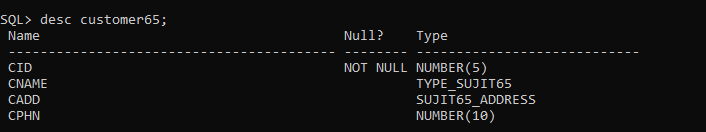 SQL> desc customer65;
Name Null? Type
----------------------------------------- -------- ----------------------------
CID NOT NULL NUMBER(5)
CNAME TYPE_SUJIT65
CADD SUJIT65_ADDRESS
CPHN NUMBER(10)